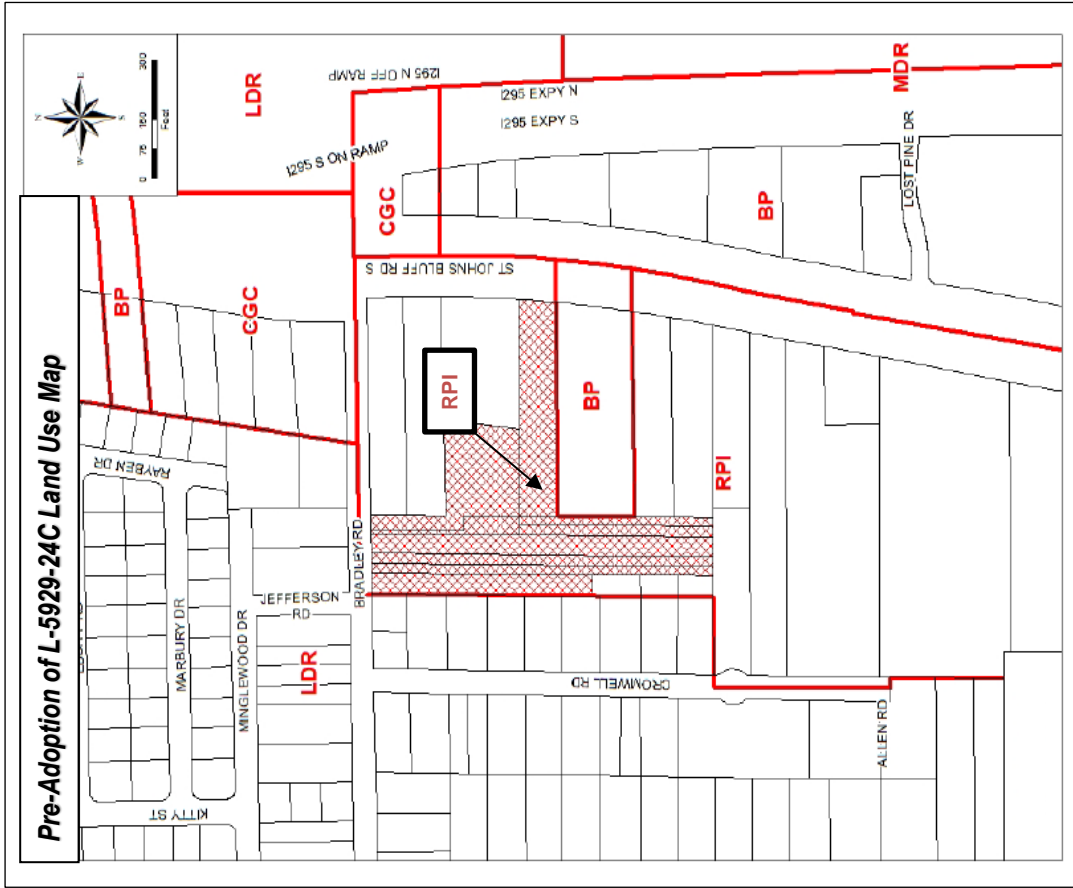 Pre-Adoption of L-5929-24C Land Use Map
N
E
S
W
0 75 150 300
Feet
LDR
I295 N OFF RAMP
I295 S ON RAMP
I295 EXPY N
I295 EXPY S
MDR
BP
CGC
CGC
RAYBEN DR
MARBURY DR
MINGLEWOOD DR
KITTY ST
JEFFERSON
RD
BRADLEY RD
LDR
ST JOHNS BLUFF RD S
RPI
BP
BP
LOST PINE DR
RPI
CROMWELL RD
ALLEN RD